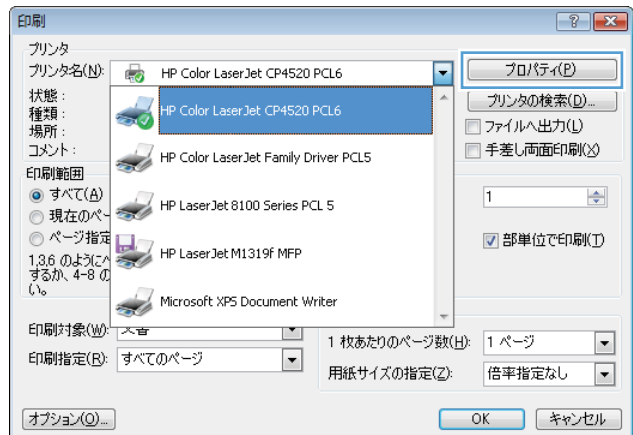 印刷
プリンタ
プリンタ名(N): HP Color LaserJet CP4520 PCL6 プロパティ(P)
状態 : HP Color LaserJet CP4520 PCL6 プリンタの検索(D)...
種類 :
場所 : ファイルへ出力(L)
コメント : HP Color LaserJet Family Driver PCL5 手差し両面印刷(X)
印刷範囲
すべて(A) HP LaserJet 8100 Series PCL 5 1
現在のペー
ページ指定 HP LaserJet M1319f MFP 部単位で印刷(T)
1,3,6 のようにペ
するか、4-8 の
い。 Microsoft XPS Document Writer
印刷対象(W): 文書 1 枚あたりのページ数(H): 1 ページ
印刷指定(R): すべてのページ 用紙サイズの指定(Z): 倍率指定なし
オプション(O)... OK キャンセル